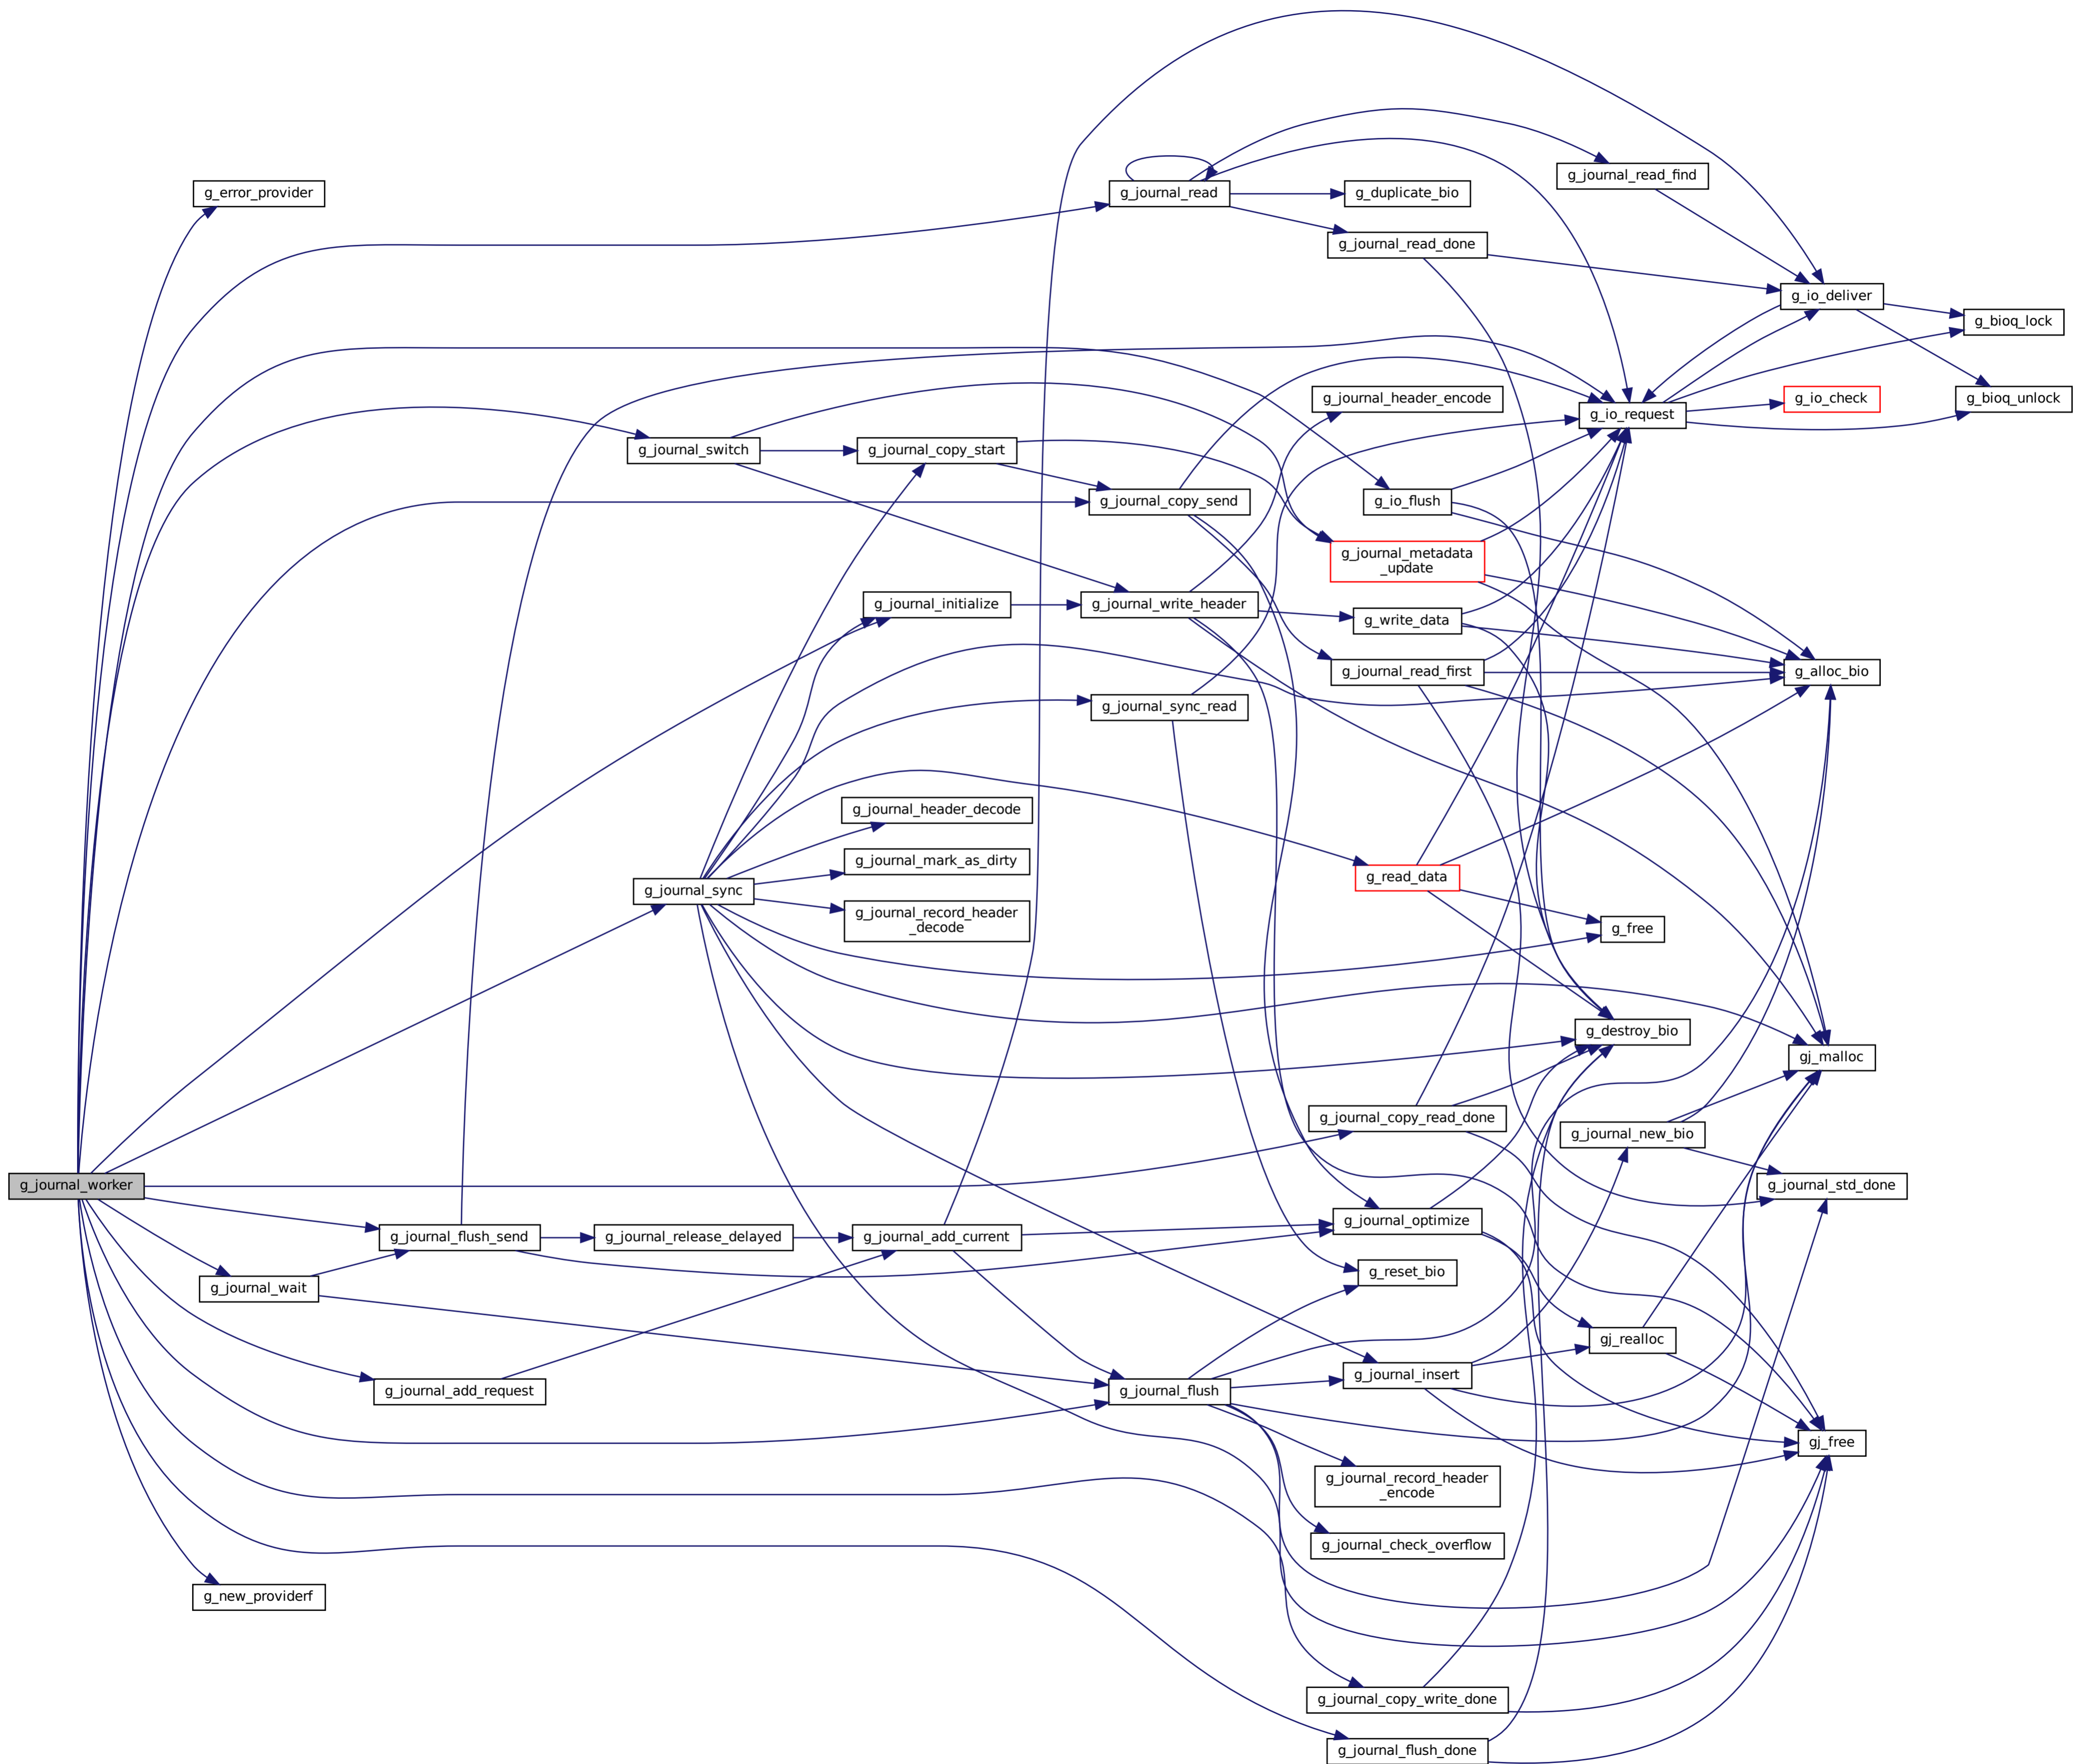 g_journal_read_find
g_error_provider
g_journal_read
g_duplicate_bio
g_journal_read_done
g_io_deliver
g_bioq_lock
g_journal_header_encode
g_io_check
g_bioq_unlock
g_io_request
g_journal_switch
g_journal_copy_start
g_journal_copy_send
g_io_flush
g_journal_metadata
_update
g_journal_initialize
g_journal_write_header
g_write_data
g_journal_read_first
g_alloc_bio
g_journal_sync_read
g_journal_header_decode
g_journal_mark_as_dirty
g_read_data
g_journal_sync
g_journal_record_header
_decode
g_free
g_destroy_bio
gj_malloc
g_journal_copy_read_done
g_journal_new_bio
g_journal_worker
g_journal_std_done
g_journal_optimize
g_journal_flush_send
g_journal_release_delayed
g_journal_add_current
g_reset_bio
g_journal_wait
gj_realloc
g_journal_insert
g_journal_add_request
g_journal_flush
gj_free
g_journal_record_header
_encode
g_journal_check_overflow
g_new_providerf
g_journal_copy_write_done
g_journal_flush_done